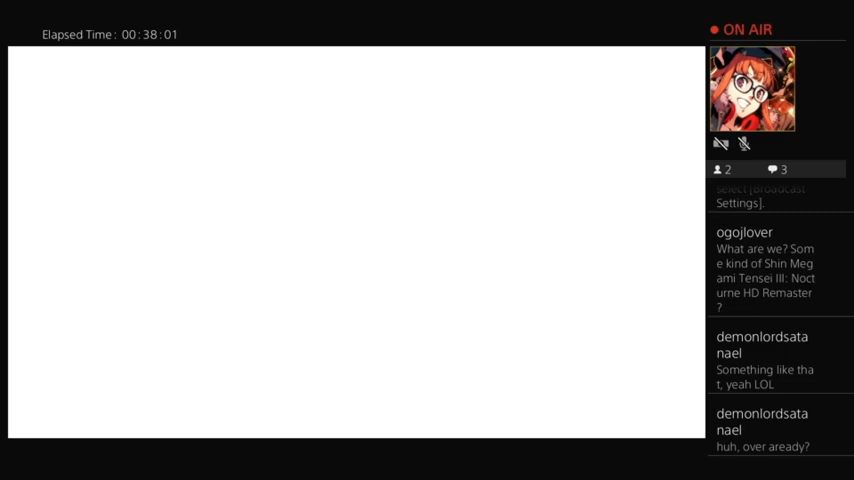 Elapsed Time: 00:38:01
ON AIR
2
3
select [Broadcast
Settings].
ogojlover
What are we? Som
e kind of Shin Meg
ami Tensei III: Noct
urne HD Remaster
?
demonlordsata
nael
Something like tha
t, yeah LOL
demonlordsata
nael
huh, over aready?